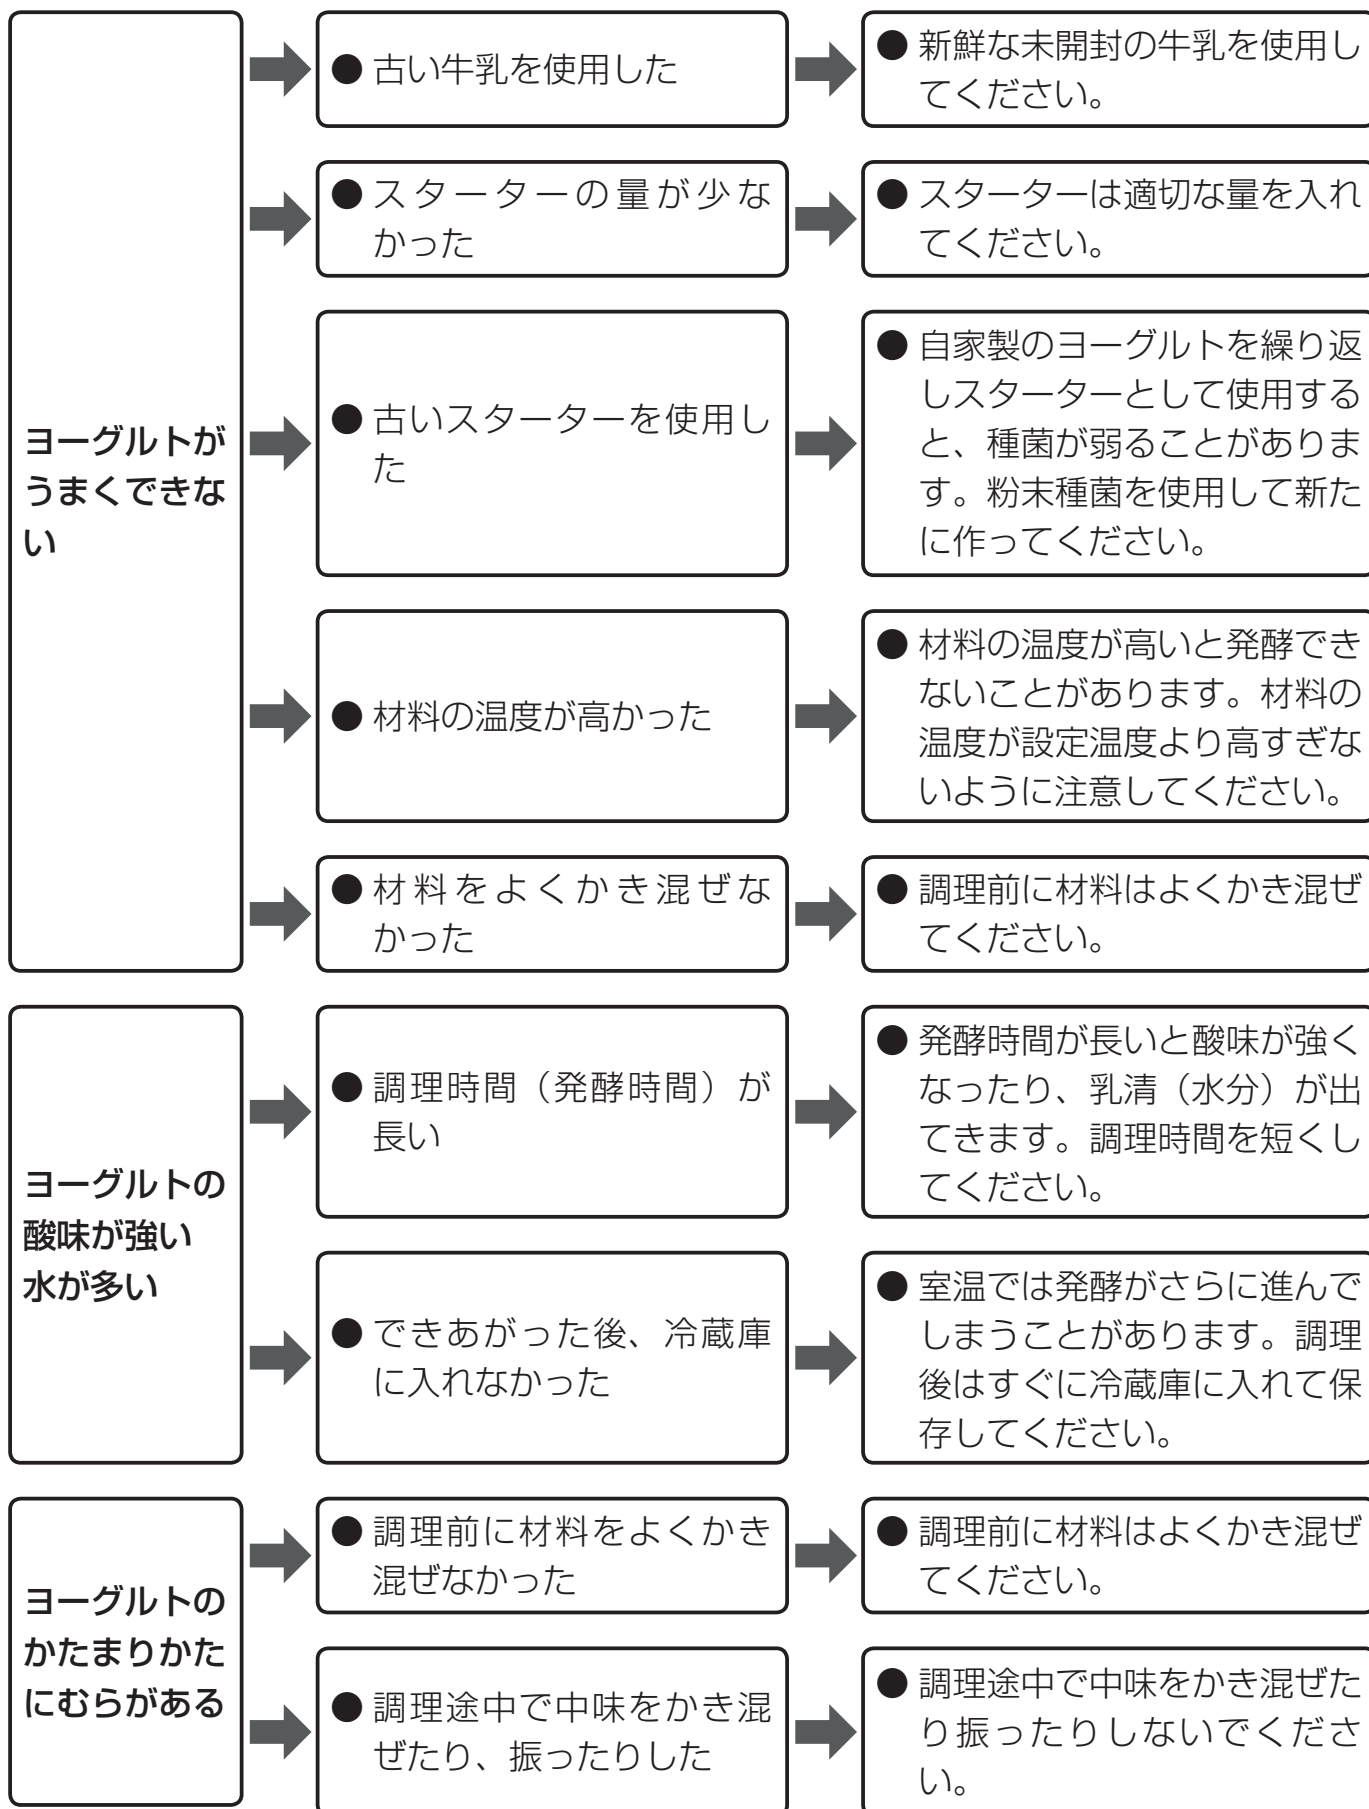 ヨーグルトが
うまくできな
い
● 古い牛乳を使用した
● 新鮮な未開封の牛乳を使用し
てください。
● スターターの量が少な
かった
● スターターは適切な量を入れ
てください。
● 古いスターターを使用し
た
● 自家製のヨーグルトを繰り返
しスターターとして使用する
と、種菌が弱ることがありま
す。粉末種菌を使用して新た
に作ってください。
● 材料の温度が高かった
● 材料の温度が高いと発酵でき
ないことがあります。材料の
温度が設定温度より高すぎな
いように注意してください。
● 材料をよくかき混ぜな
かった
● 調理前に材料はよくかき混ぜ
てください。
ヨーグルトの
酸味が強い
水が多い
● 調理時間（発酵時間）が
長い
● 発酵時間が長いと酸味が強く
なったり、乳清（水分）が出
てきます。調理時間を短くし
てください。
● できあがった後、冷蔵庫
に入れなかった
● 室温では発酵がさらに進んで
しまうことがあります。調理
後はすぐに冷蔵庫に入れて保
存してください。
ヨーグルトの
かたまりかた
にむらがある
● 調理前に材料をよくかき
混ぜなかった
● 調理前に材料はよくかき混ぜ
てください。
● 調理途中で中味をかき混
ぜたり、振ったりした
● 調理途中で中味をかき混ぜた
り振ったりしないでくださ
い。